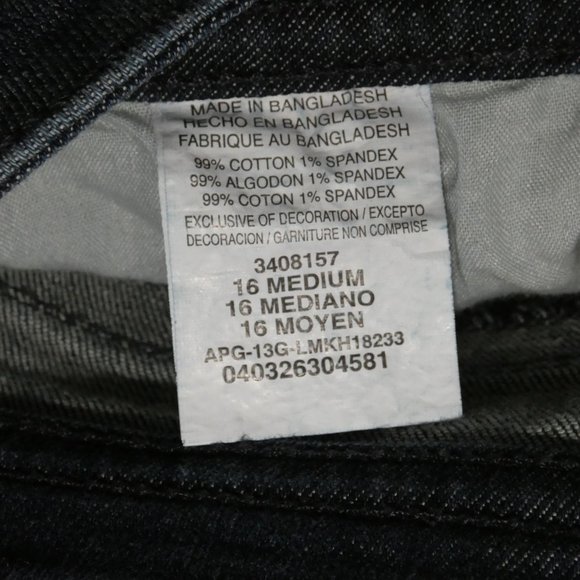 MADE IN BANGLADESH
HECHO EN BANGLADESH
FABRIQUE AU BANGLADESH
99% COTTON 1% SPANDEX
99% ALGODON 1% SPANDEX
99% COTON 1% SPANDEX
EXCLUSIVE OF DECORATION / EXCEPTO
DECORACION / GARNITURE NON COMPRISE
3408157
16 MEDIUM
16 MEDIANO
16 MOYEN
APG-13G-LMKH18233
040326304581